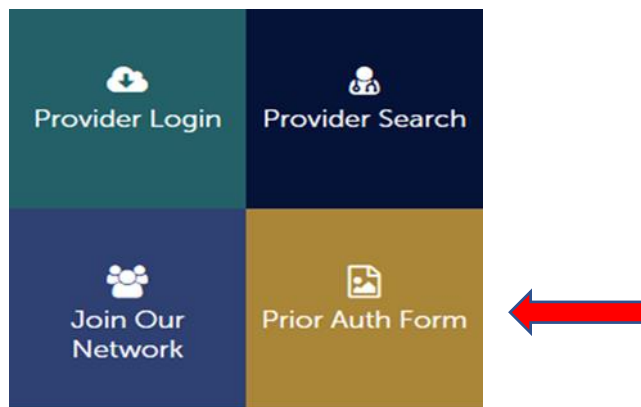 Provider Login
Provider Search
Join Our
Network
Prior Auth Form